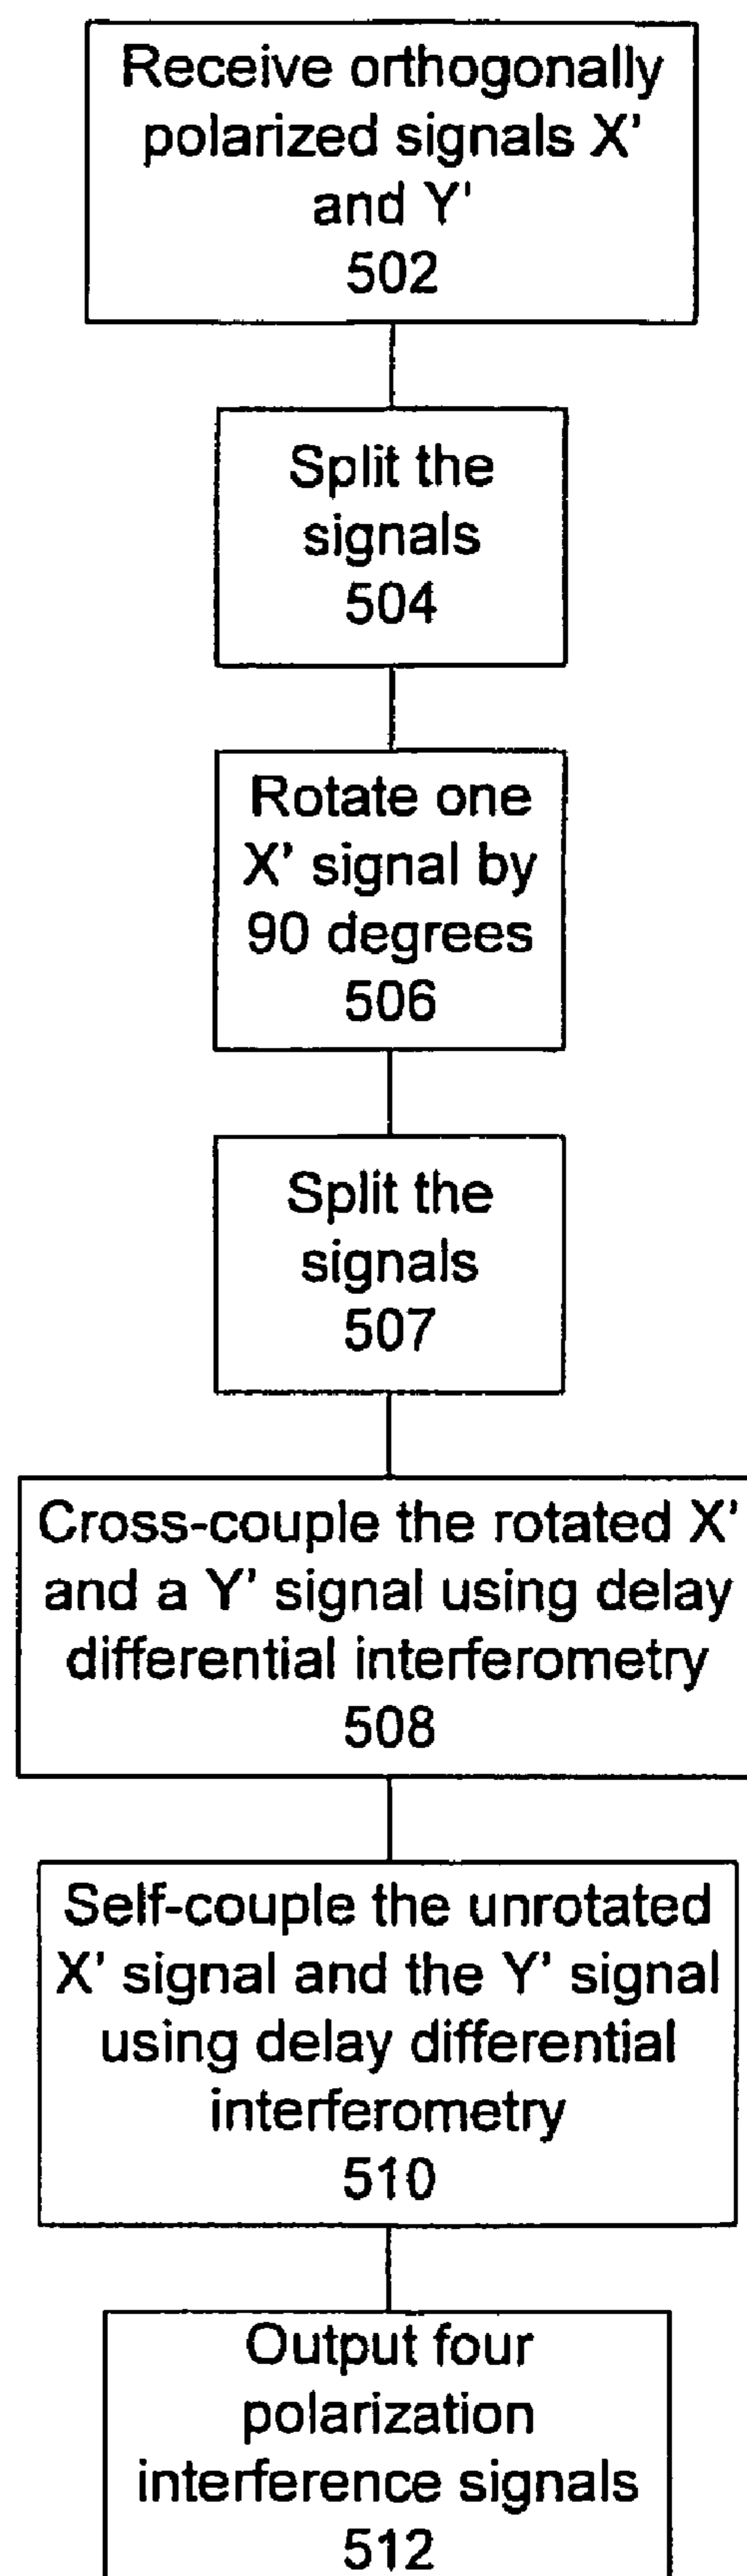 Receive orthogonally
polarized signals X’
and Y'
502
Split the
signals
504
Rotate one
X’ signal by
90 degrees
506
Split the
signals
507
Cross-couple the rotated X’
and a Y’ signal using delay
differential interferometry
508
Self-couple the unrotated
X’ signal and the Y’ signal
using delay differential
interferometry
510
Output four
polarization
interference signals
512